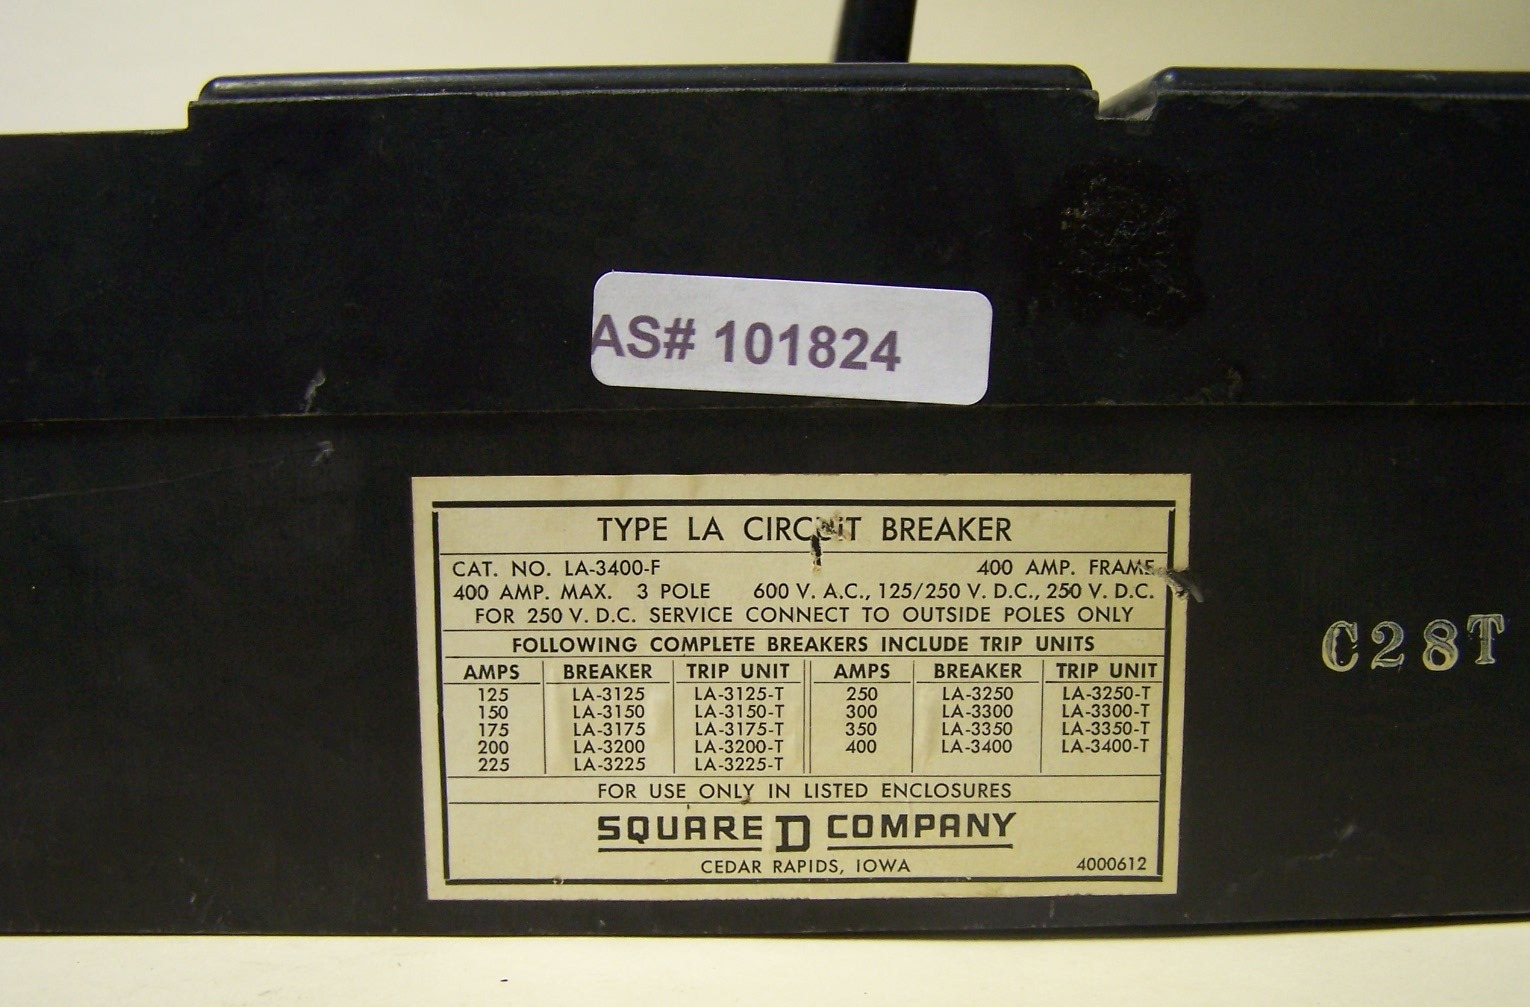 AS# 101824
TYPE LA CIRCUIT BREAKER
CAT. NO. LA-3400-F 400 AMP. FRAME
400 AMP. MAX. 3 POLE 600 V. A.C., 125/250 V. D.C., 250 V. D.C.
FOR 250 V. D.C. SERVICE CONNECT TO OUTSIDE POLES ONLY
FOLLOWING COMPLETE BREAKERS INCLUDE TRIP UNITS
AMPS BREAKER TRIP UNIT AMPS BREAKER TRIP UNIT
125 LA-3125 LA-3125-T 250 LA-3250 LA-3250-T
150 LA-3150 LA-3150-T 300 LA-3300 LA-3300-T
175 LA-3175 LA-3175-T 350 LA-3350 LA-3350-T
200 LA-3200 LA-3200-T 400 LA-3400 LA-3400-T
225 LA-3225 LA-3225-T
FOR USE ONLY IN LISTED ENCLOSURES
SQUARE D COMPANY
CEDAR RAPIDS, IOWA 4000612
C28T